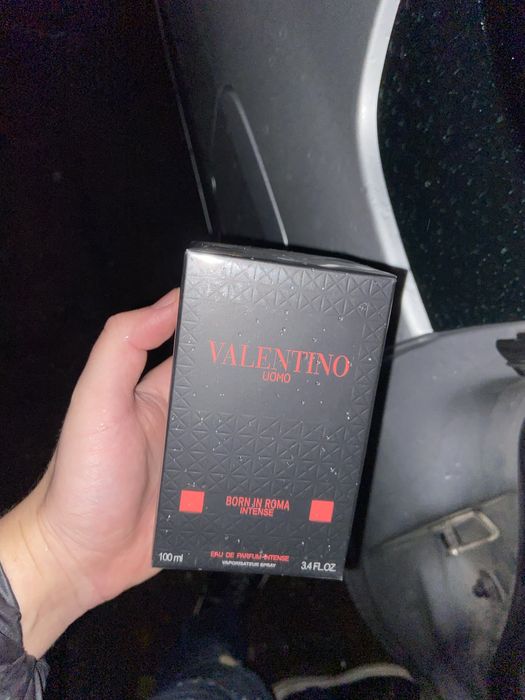 VALENTINO
UOMO
BORN IN ROMA
INTENSE
EAU DE PARFUM INTENSE
VAPORISATEUR SPRAY
100 ml
3.4 FL.OZ